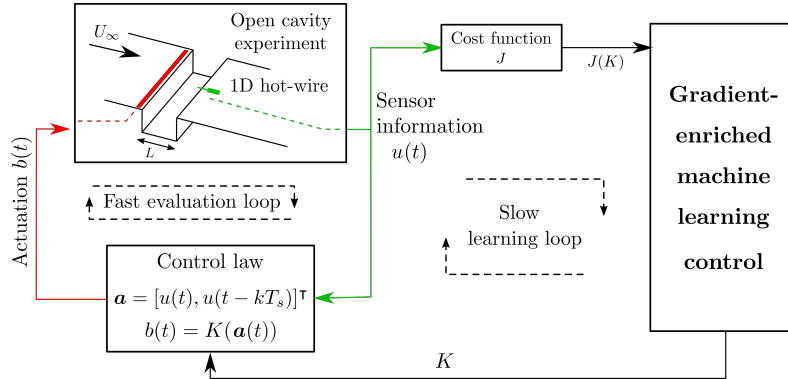 Open cavity
experiment
U∞
1D hot-wire
L
Cost function
J
J(K)
Gradient-
enriched
machine
learning
control
Sensor
information
u(t)
Actuation b(t)
Fast evaluation loop
Slow
learning loop
Control law
a = [u(t), u(t − kTₛ)]ᵀ
b(t) = K(a(t))
K